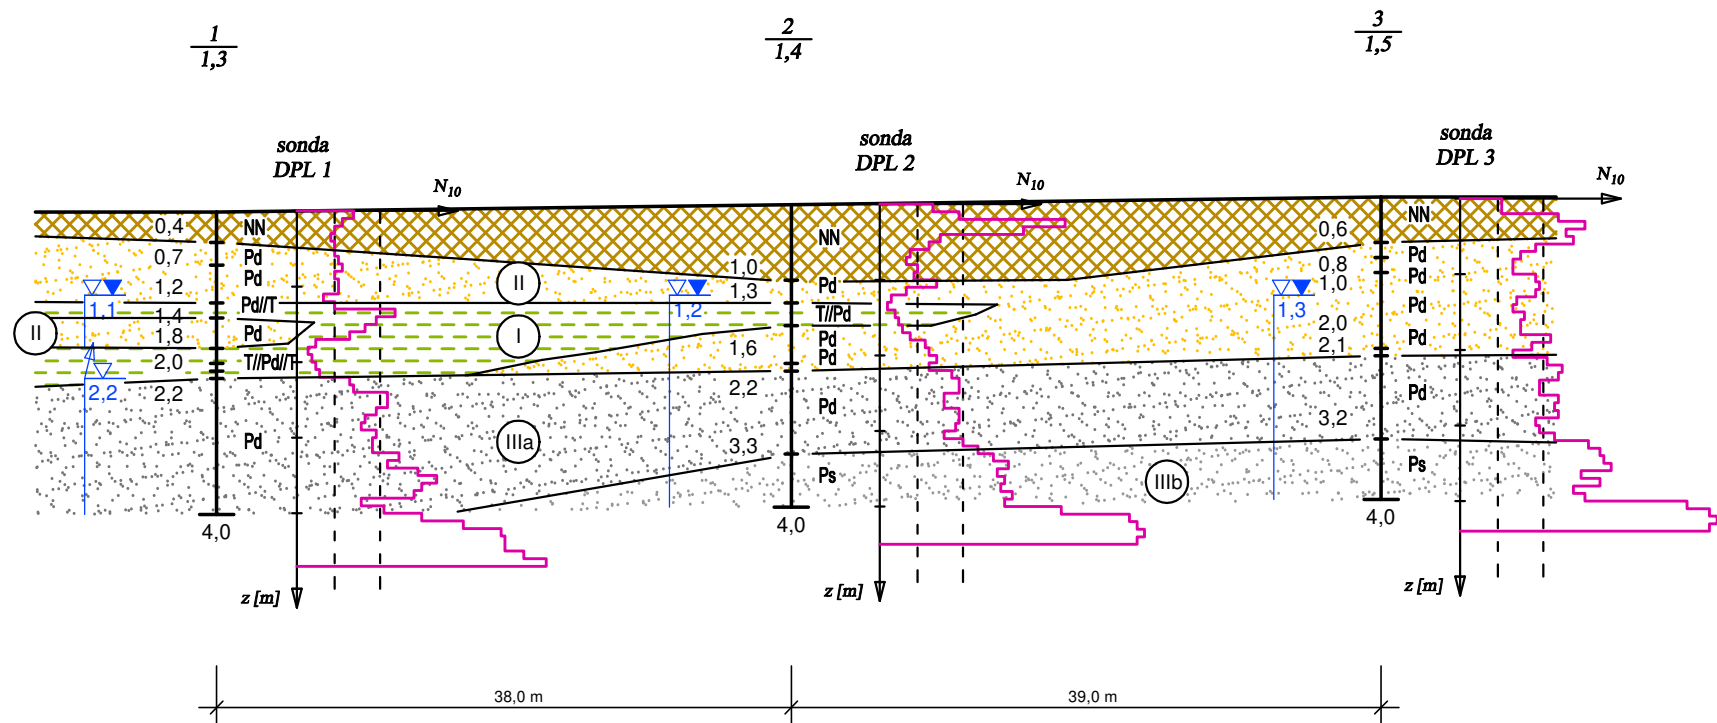 1
1,3
2
1,4
3
1,5
sonda
DPL 1
sonda
DPL 2
sonda
DPL 3
N10
N10
N10
0,4
0,7
1,2
1,4
1,8
2,0
2,2
1,1
2,2
II
NN
Pd
Pd
Pd//T
Pd
T//Pd//T
Pd
4,0
z [m]
II
I
IIIa
1,0
1,3
1,6
2,2
3,3
1,2
NN
Pd
T//Pd
Pd
Pd
Pd
Ps
4,0
z [m]
IIIb
0,6
0,8
1,0
2,0
2,1
3,2
1,3
NN
Pd
Pd
Pd
Pd
Pd
Ps
4,0
z [m]
38,0 m
39,0 m